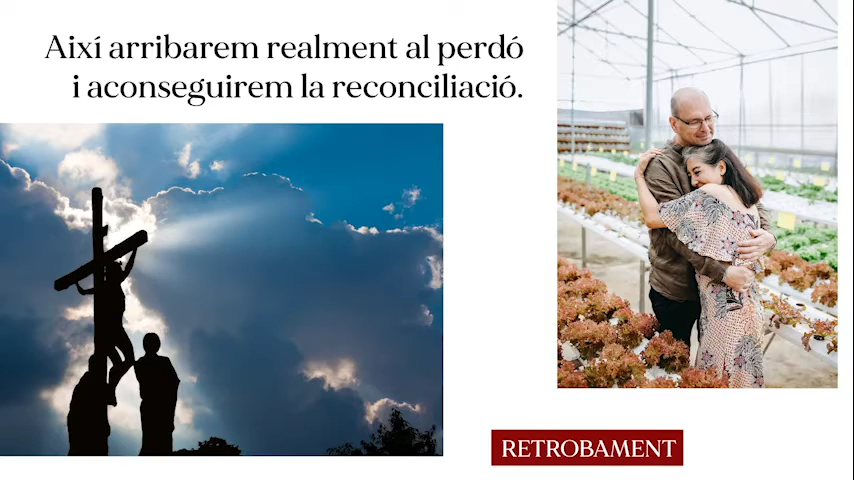 Així arribarem realment al perdó
i aconseguirem la reconciliació.
RETROBAMENT